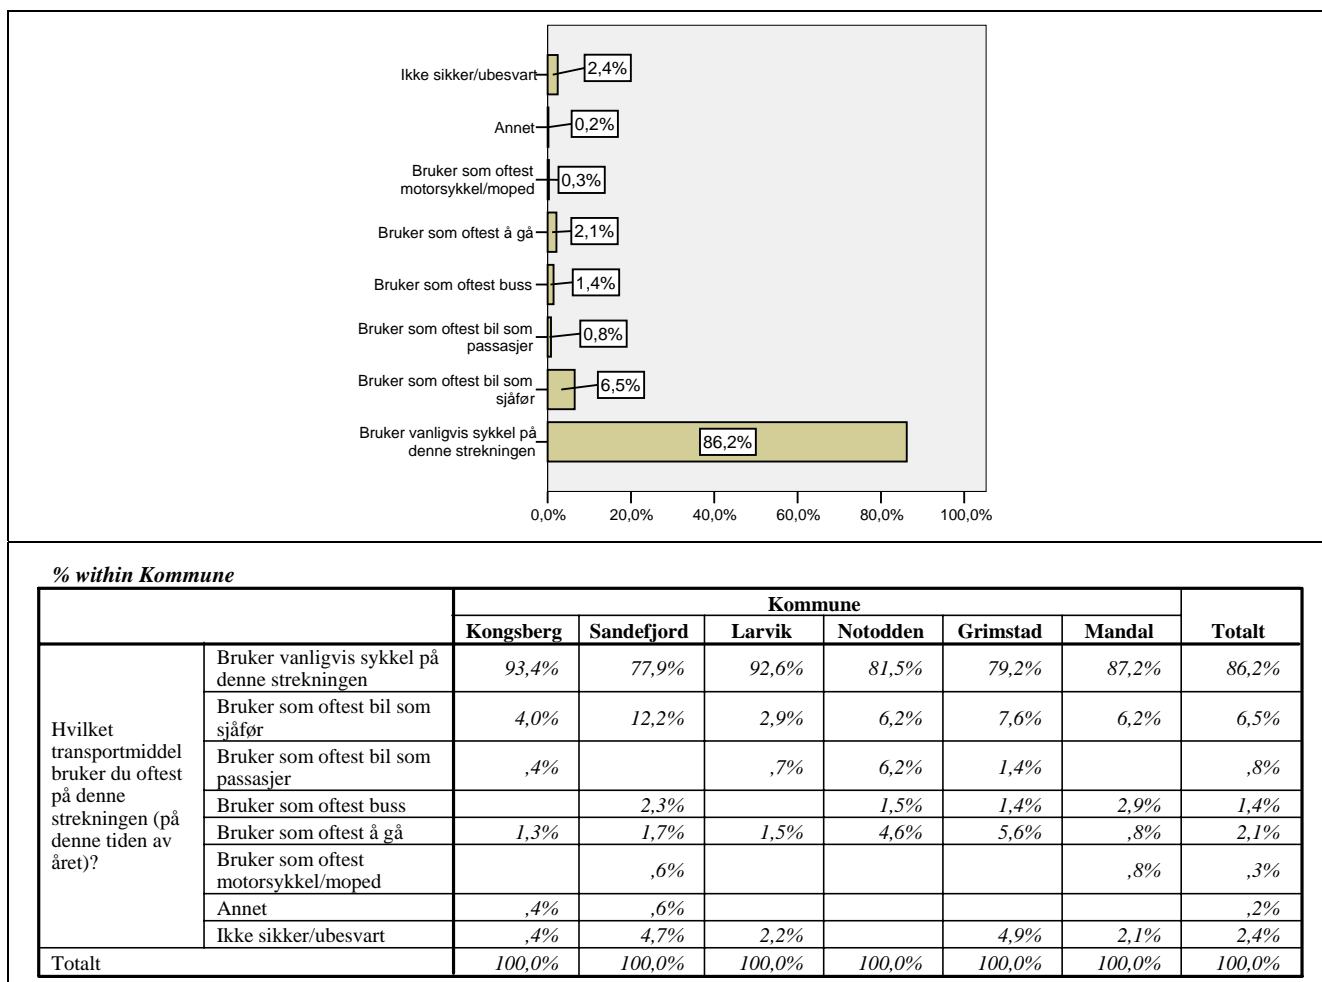 Ikke sikker/ubesvart 2,4%
Annet 0,2%
Bruker som oftest
motorsykkel/moped 0,3%
Bruker som oftest å gå 2,1%
Bruker som oftest buss 1,4%
Bruker som oftest bil som
passasjer 0,8%
Bruker som oftest bil som
sjåfør 6,5%
Bruker vanligvis sykkel på
denne strekningen 86,2%
0,0% 20,0% 40,0% 60,0% 80,0% 100,0%
% within Kommune
Kommune
Kongsberg Sandefjord Larvik Notodden Grimstad Mandal Totalt
Hvilket
transportmiddel
bruker du oftest
på denne
strekningen (på
denne tiden av
året)?
Bruker vanligvis sykkel på
denne strekningen 93,4% 77,9% 92,6% 81,5% 79,2% 87,2% 86,2%
Bruker som oftest bil som
sjåfør 4,0% 12,2% 2,9% 6,2% 7,6% 6,2% 6,5%
Bruker som oftest bil som
passasjer ,4% ,7% 6,2% 1,4% ,8%
Bruker som oftest buss 2,3% 1,5% 1,4% 2,9% 1,4%
Bruker som oftest å gå 1,3% 1,7% 1,5% 4,6% 5,6% ,8% 2,1%
Bruker som oftest
motorsykkel/moped ,6% ,8% ,3%
Annet ,4% ,6% ,2%
Ikke sikker/ubesvart ,4% 4,7% 2,2% 4,9% 2,1% 2,4%
Totalt 100,0% 100,0% 100,0% 100,0% 100,0% 100,0% 100,0%